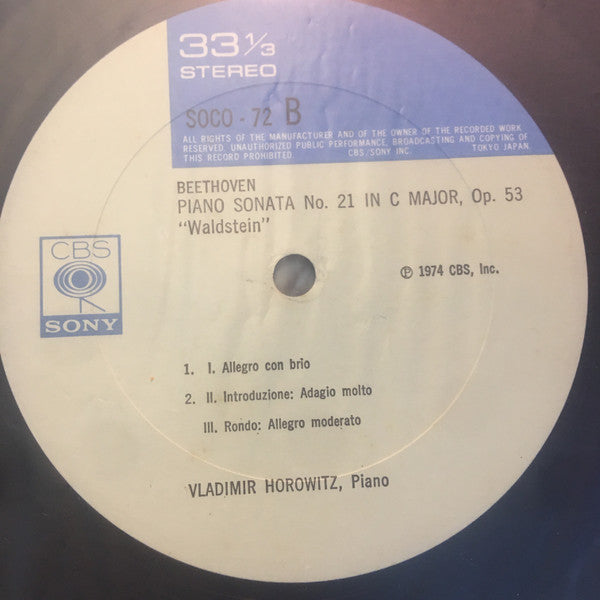 33 1/3
STEREO
SOCO - 72 B
ALL RIGHTS OF THE MANUFACTURER AND OF THE OWNER OF THE RECORDED WORK
RESERVED UNAUTHORIZED PUBLIC PERFORMANCE, BROADCASTING AND COPYING OF
THIS RECORD PROHIBITED CBS/SONY INC. TOKYO JAPAN
BEETHOVEN
PIANO SONATA No. 21 IN C MAJOR, Op. 53
"Waldstein"
CBS
SONY
℗ 1974 CBS, Inc.
1. I. Allegro con brio
2. II. Introduzione: Adagio molto
III. Rondo: Allegro moderato
VLADIMIR HOROWITZ, Piano